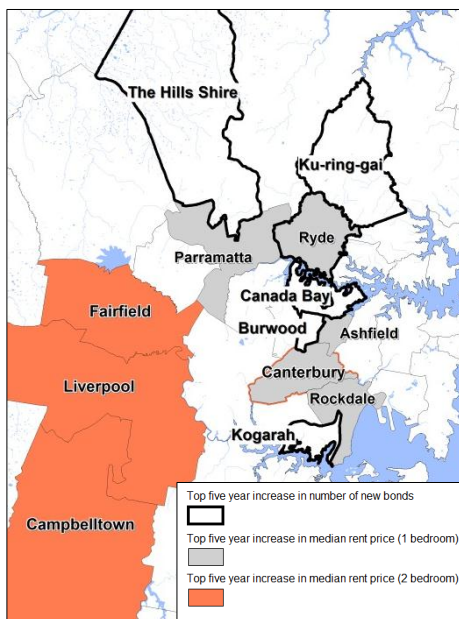 The Hills Shire
Ku-ring-gai
Ryde
Parramatta
Canada Bay
Fairfield
Burwood
Ashfield
Canterbury
Liverpool
Rockdale
Kogarah
Campbelltown
Top five year increase in number of new bonds
Top five year increase in median rent price (1 bedroom)
Top five year increase in median rent price (2 bedroom)